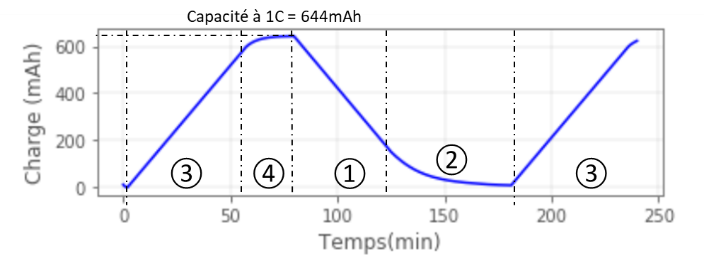 Capacité à 1C = 644mAh
Charge (mAh)
600
400
200
0
③ ④ ① ② ③
0 50 100 150 200 250
Temps(min)